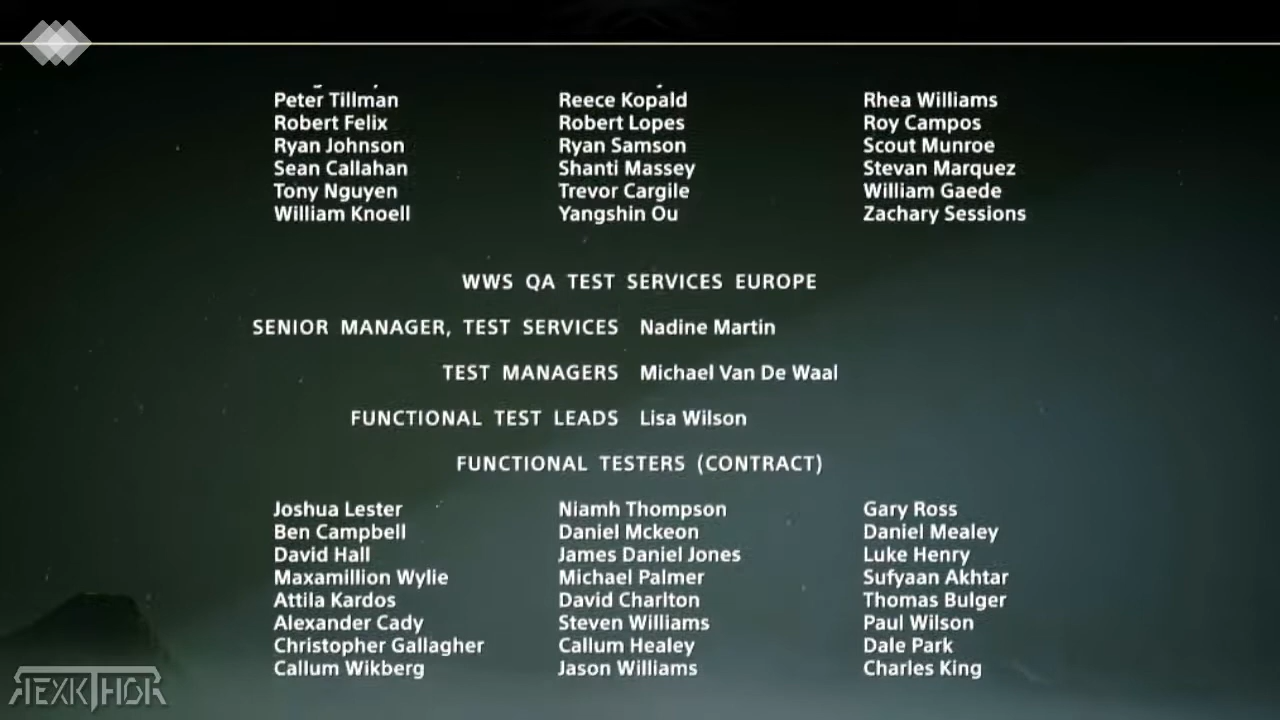 Peter Tillman Reece Kopald Rhea Williams
Robert Felix Robert Lopes Roy Campos
Ryan Johnson Ryan Samson Scout Munroe
Sean Callahan Shanti Massey Stevan Marquez
Tony Nguyen Trevor Cargile William Gaede
William Knoell Yangshin Ou Zachary Sessions
WWS QA TEST SERVICES EUROPE
SENIOR MANAGER, TEST SERVICES Nadine Martin
TEST MANAGERS Michael Van De Waal
FUNCTIONAL TEST LEADS Lisa Wilson
FUNCTIONAL TESTERS (CONTRACT)
Joshua Lester Niamh Thompson Gary Ross
Ben Campbell Daniel Mckeon Daniel Mealey
David Hall James Daniel Jones Luke Henry
Maxamillion Wylie Michael Palmer Sufyaan Akhtar
Attila Kardos David Charlton Thomas Bulger
Alexander Cady Steven Williams Paul Wilson
Christopher Gallagher Callum Healey Dale Park
Callum Wikberg Jason Williams Charles King